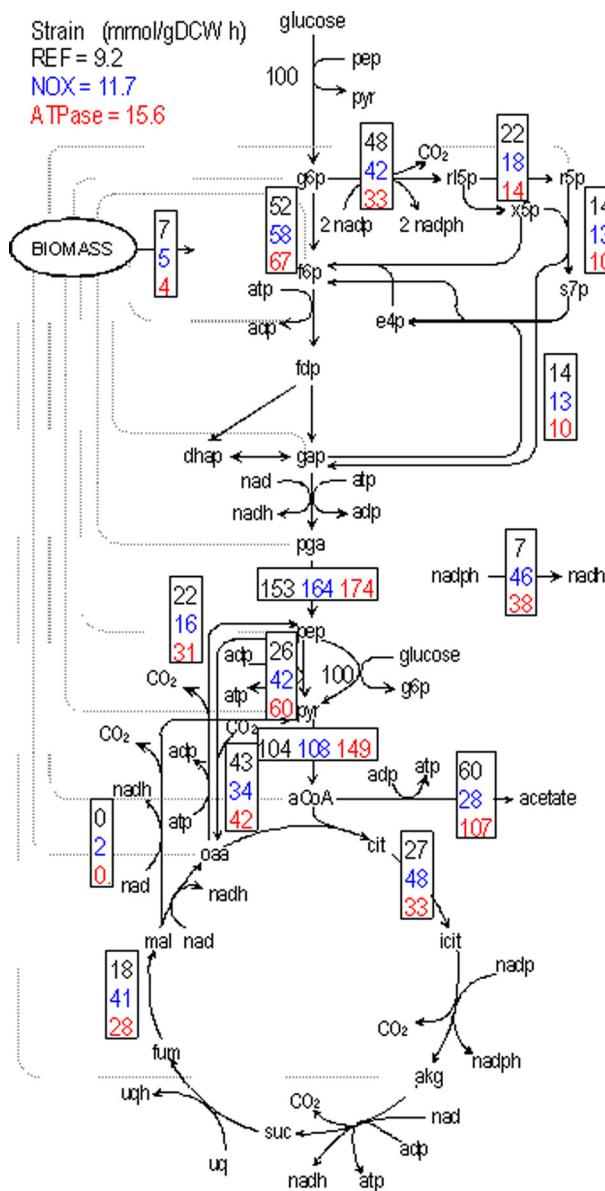 Strain (mmol/gDCW h)
REF = 9.2
NOX = 11.7
ATPase = 15.6
glucose
100
pep
pyr
g6p
48
42
33
CO₂
2 nadp
2 nadph
rl5p
22
18
14
r5p
x5p
14
13
10
s7p
BIOMASS
7
5
4
52
58
67
f6p
atp
adp
e4p
fdp
14
13
10
dhap
gap
nad
nadh
atp
adp
pga
153 164 174
nadph
7
46
38
nadh
22
16
31
pep
adp
atp
26
42
60
100
glucose
g6p
pyr
CO₂
CO₂
CO₂
104 108 149
43
34
42
adp
atp
nadh
nad
0
2
0.
aCoA
adp
atp
60
28
107
acetate
oaa
cit
27
48
33
nadh
nad
mal
icit
18
41
28
nadp
CO₂
nadph
fum
akg
uqh
uq
suc
CO₂
nad
adp
nadh
atp